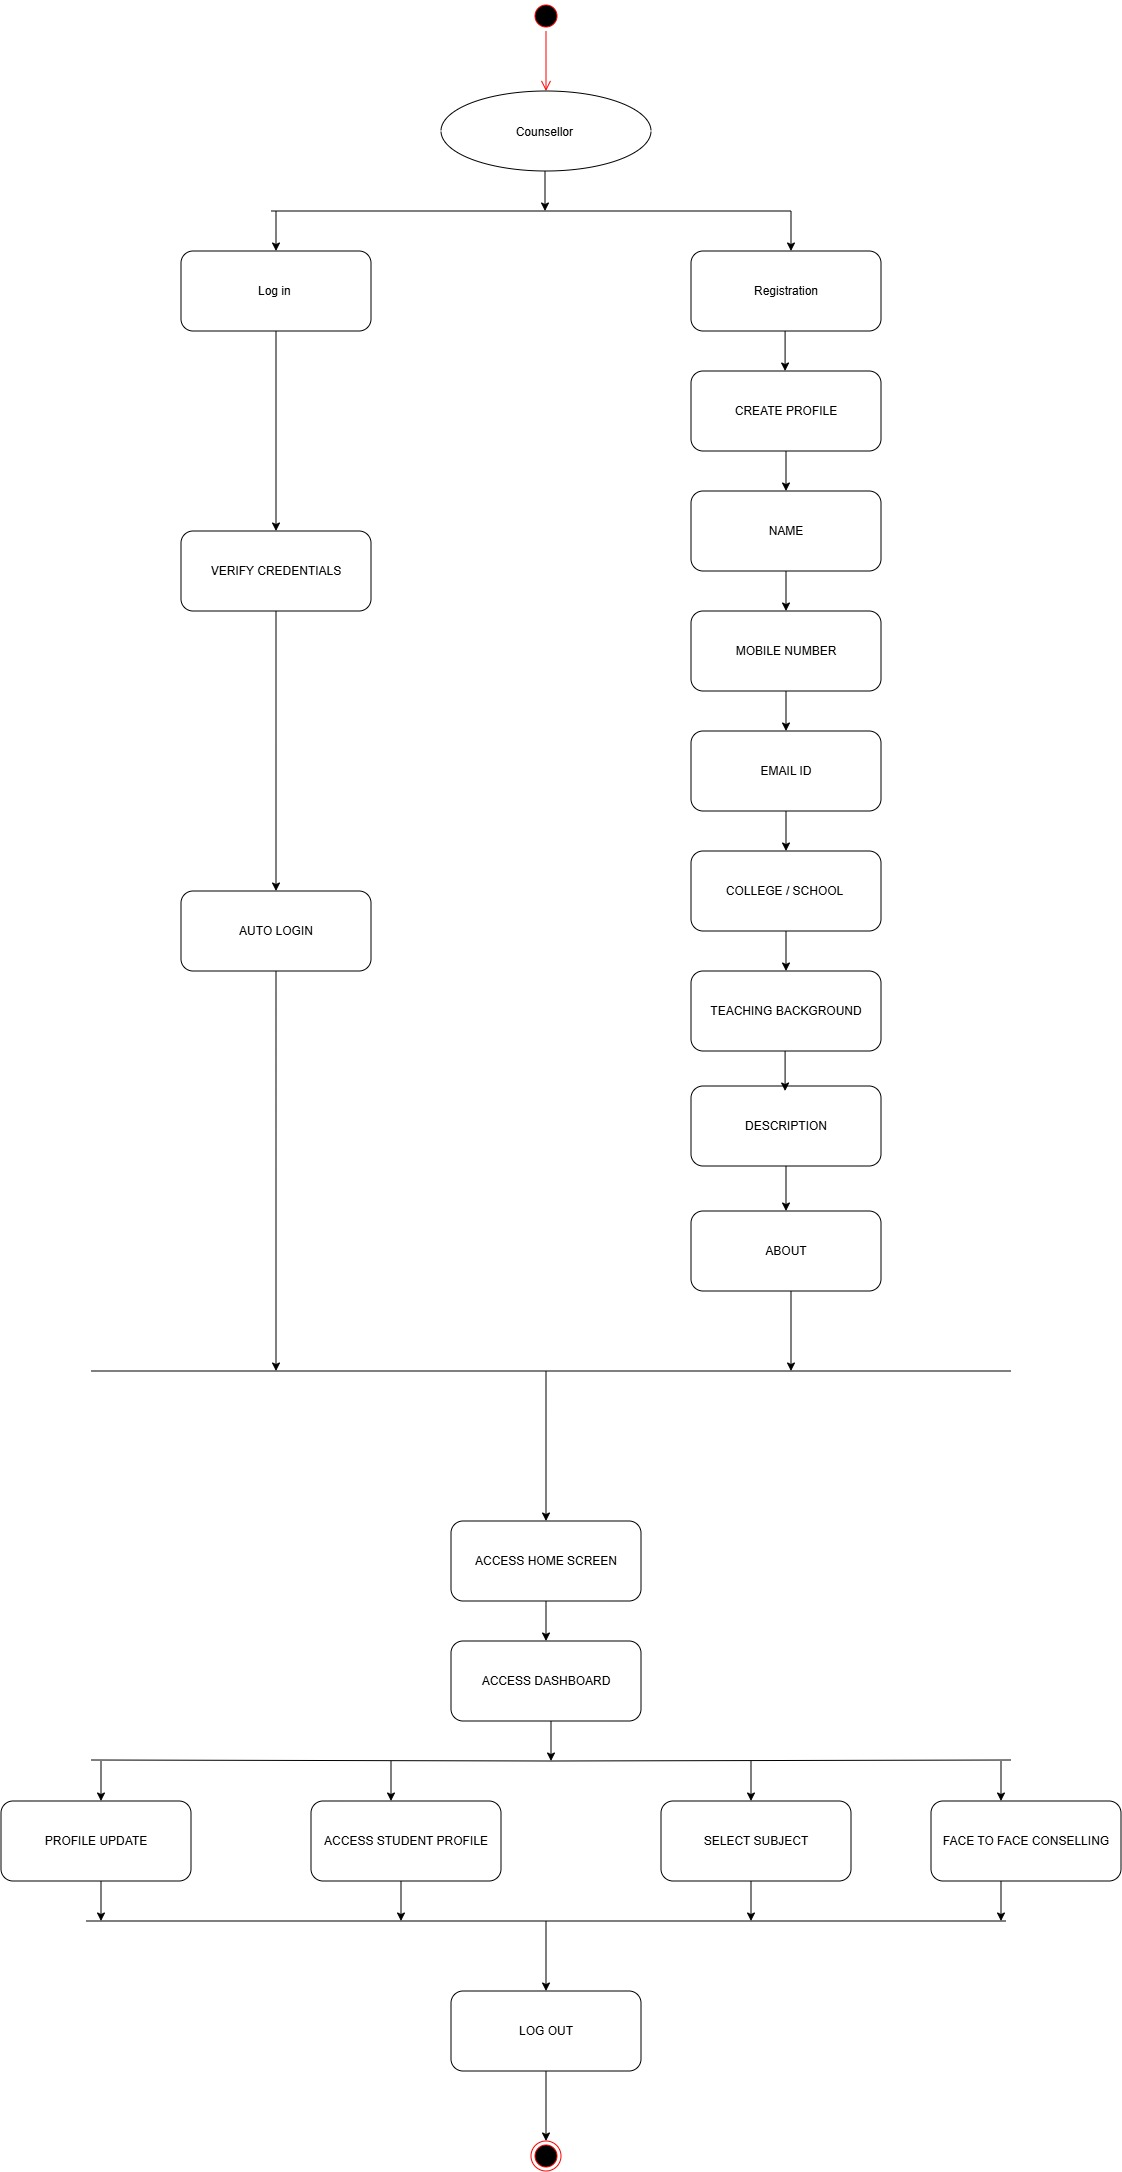 Counsellor
Log in
Registration
CREATE PROFILE
NAME
VERIFY CREDENTIALS
MOBILE NUMBER
EMAIL ID
COLLEGE / SCHOOL
AUTO LOGIN
TEACHING BACKGROUND
DESCRIPTION
ABOUT
ACCESS HOME SCREEN
ACCESS DASHBOARD
PROFILE UPDATE
ACCESS STUDENT PROFILE
SELECT SUBJECT
FACE TO FACE CONSELLING
LOG OUT